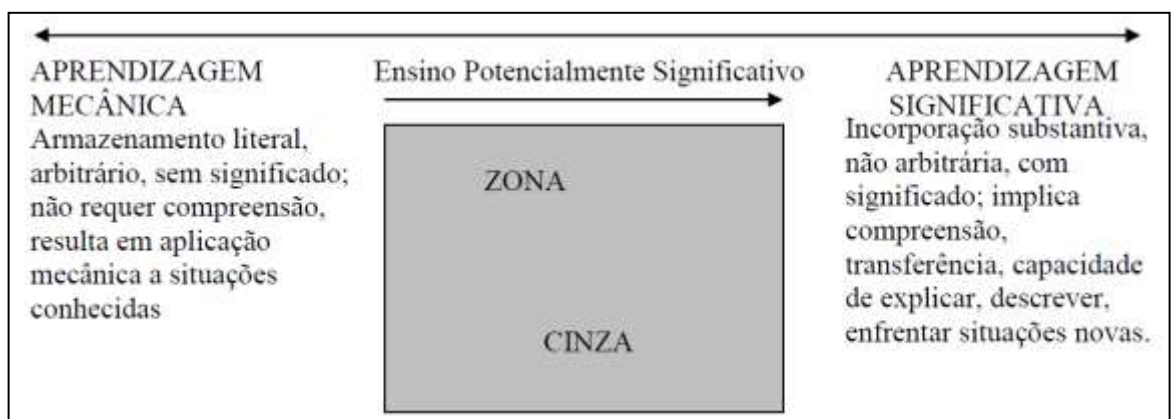 APRENDIZAGEM
MECÂNICA
Armazenamento literal,
arbitrário, sem significado;
não requer compreensão,
resulta em aplicação
mecânica a situações
conhecidas
Ensino Potencialmente Significativo
ZONA
CINZA
APRENDIZAGEM
SIGNIFICATIVA
Incorporação substantiva,
não arbitrária, com
significado; implica
compreensão,
transferência, capacidade
de explicar, descrever,
enfrentar situações novas.